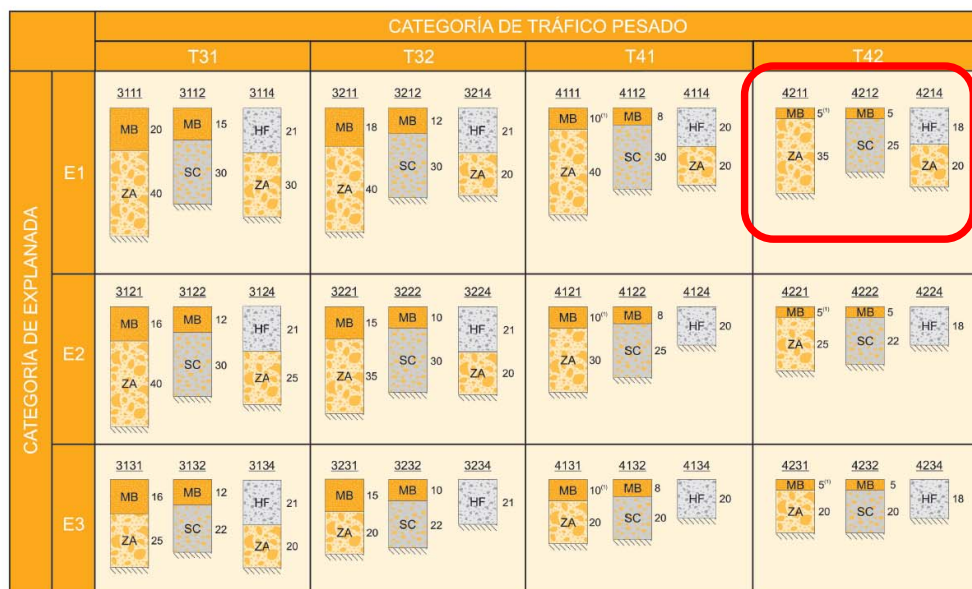 CATEGORÍA DE TRÁFICO PESADO
T31 T32 T41 T42
CATEGORÍA DE EXPLANADA
E1
3111 3112 3114 3211 3212 3214 4111 4112 4114 4211 4212 4214
MB 20 MB 15 HF 21 MB 18 MB 12 HF 21 MB 10⁽¹⁾ MB 8 HF 20 MB 5⁽¹⁾ MB 5 HF 18
ZA 40 SC 30 ZA 30 ZA 40 SC 30 ZA 20 ZA 40 SC 30 ZA 20 ZA 35 SC 25 ZA 20
E2
3121 3122 3124 3221 3222 3224 4121 4122 4124 4221 4222 4224
MB 16 MB 12 HF 21 MB 15 MB 10 HF 21 MB 10⁽¹⁾ MB 8 HF 20 MB 5⁽¹⁾ MB 5 HF 18
ZA 40 SC 30 ZA 25 ZA 35 SC 30 ZA 20 ZA 30 SC 25 ZA 25 SC 22
E3
3131 3132 3134 3231 3232 3234 4131 4132 4134 4231 4232 4234
MB 16 MB 12 HF 21 MB 15 MB 10 HF 21 MB 10⁽¹⁾ MB 8 HF 20 MB 5⁽¹⁾ MB 5 HF 18
ZA 25 SC 22 ZA 20 ZA 20 SC 22 ZA 20 SC 20 ZA 20 SC 20